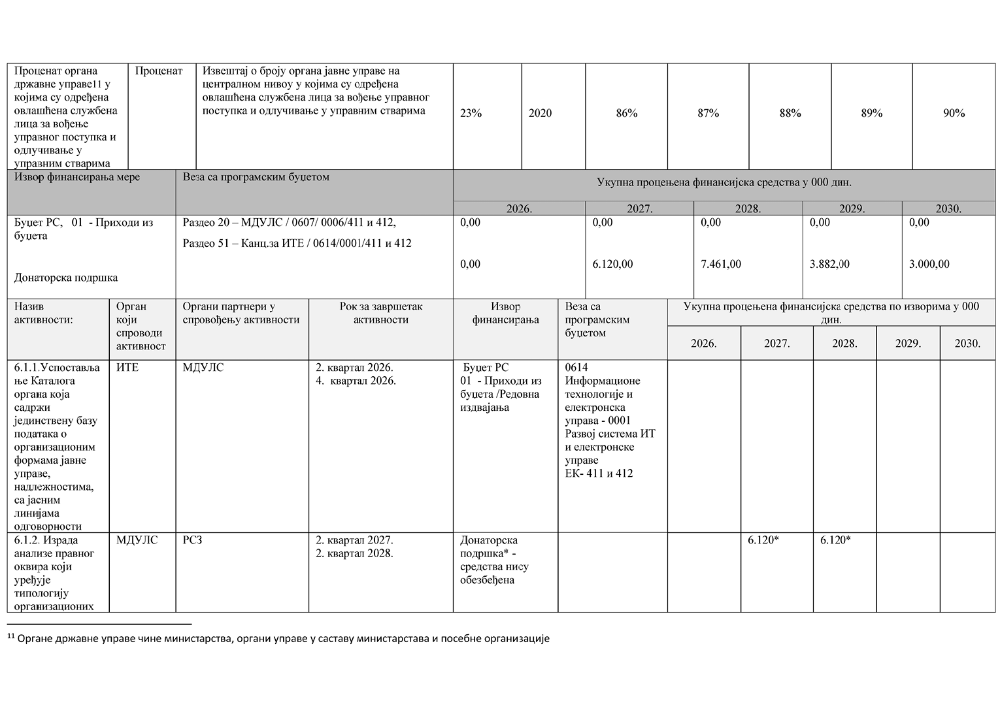 Проценат органа
државне управе11 у
којима су одређена
овлашћена службена
лица за вођење
управног поступка и
одлучивање у
управним стварима
Проценат
Извештај о броју органа јавне управе на
централном нивоу у којима су одређена
овлашћена службена лица за вођење управног
поступка и одлучивање у управним стварима
23%
2020
86%
87%
88%
89%
90%
Извор финансирања мере
Веза са програмским буџетом
Укупна процењена финансијска средства у 000 дин.
2026.
2027.
2028.
2029.
2030.
Буџет РС, 01 - Приходи из
буџета
Донаторска подршка
Раздео 20 – МДУЛС / 0607/ 0006/411 и 412,
Раздео 51 – Канц.за ИТЕ / 0614/0001/411 и 412
0,00
0,00
0,00
0,00
0,00
0,00
6.120,00
7.461,00
3.882,00
3.000,00
Назив
активности:
Орган
који
спроводи
активност
Органи партнери у
спровођењу активности
Рок за завршетак
активности
Извор
финансирања
Веза са
програмским
буџетом
Укупна процењена финансијска средства по изворима у 000
дин.
2026.
2027.
2028.
2029.
2030.
6.1.1.Успоставља
ње Каталога
органа која
садржи
јединствену базу
података о
организационим
формама јавне
управе,
надлежностима,
са јасним
линијама
одговорности
ИТЕ
МДУЛС
2. квартал 2026.
4. квартал 2026.
Буџет РС
01 - Приходи из
буџета /Редовна
издвајања
0614
Информационе
технологије и
електронска
управа - 0001
Развој система ИТ
и електронске
управе
ЕК- 411 и 412
6.1.2. Израда
анализе правног
оквира који
уређује
типологију
организационих
МДУЛС
РСЗ
2. квартал 2027.
2. квартал 2028.
Донаторска
подршка* -
средства нису
обезбеђена
6.120*
6.120*
11 Органе државне управе чине министарства, органи управе у саставу министарстава и посебне организације